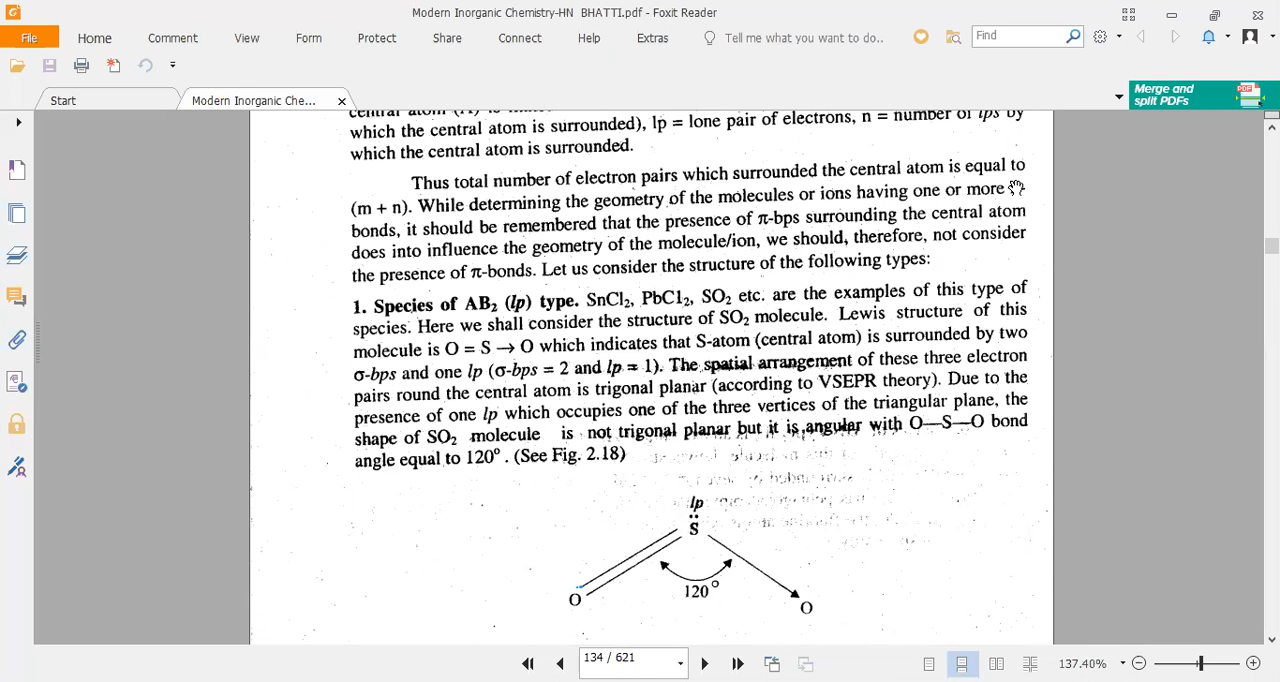 Modern Inorganic Chemistry-HN BHATTI.pdf - Foxit Reader
File Home Comment View Form Protect Share Connect Help Extras Tell me what you want to do.. Find
Start Modern Inorganic Che... Merge and
split PDFs
which the central atom is surrounded), lp = lone pair of electrons, n = number of lps by
which the central atom is surrounded.
Thus total number of electron pairs which surrounded the central atom is equal to
(m + n). While determining the geometry of the molecules or ions having one or more
bonds, it should be remembered that the presence of π-bps surrounding the central atom
does into influence the geometry of the molecule/ion, we should, therefore, not consider
the presence of π-bonds. Let us consider the structure of the following types:
1. Species of AB₂ (lp) type. SnCl₂, PbC1₂, SO₂ etc. are the examples of this type of
species. Here we shall consider the structure of SO₂ molecule. Lewis structure of this
molecule is O = S → O which indicates that S-atom (central atom) is surrounded by two
σ-bps and one lp (σ-bps = 2 and lp = 1). The spatial arrangement of these three electron
pairs round the central atom is trigonal planar (according to VSEPR theory). Due to the
presence of one lp which occupies one of the three vertices of the triangular plane, the
shape of SO₂ molecule is not trigonal planar but it is angular with O—S—O bond
angle equal to 120°. (See Fig. 2.18)
lp
S
120°
O
O
134 / 621
137.40%